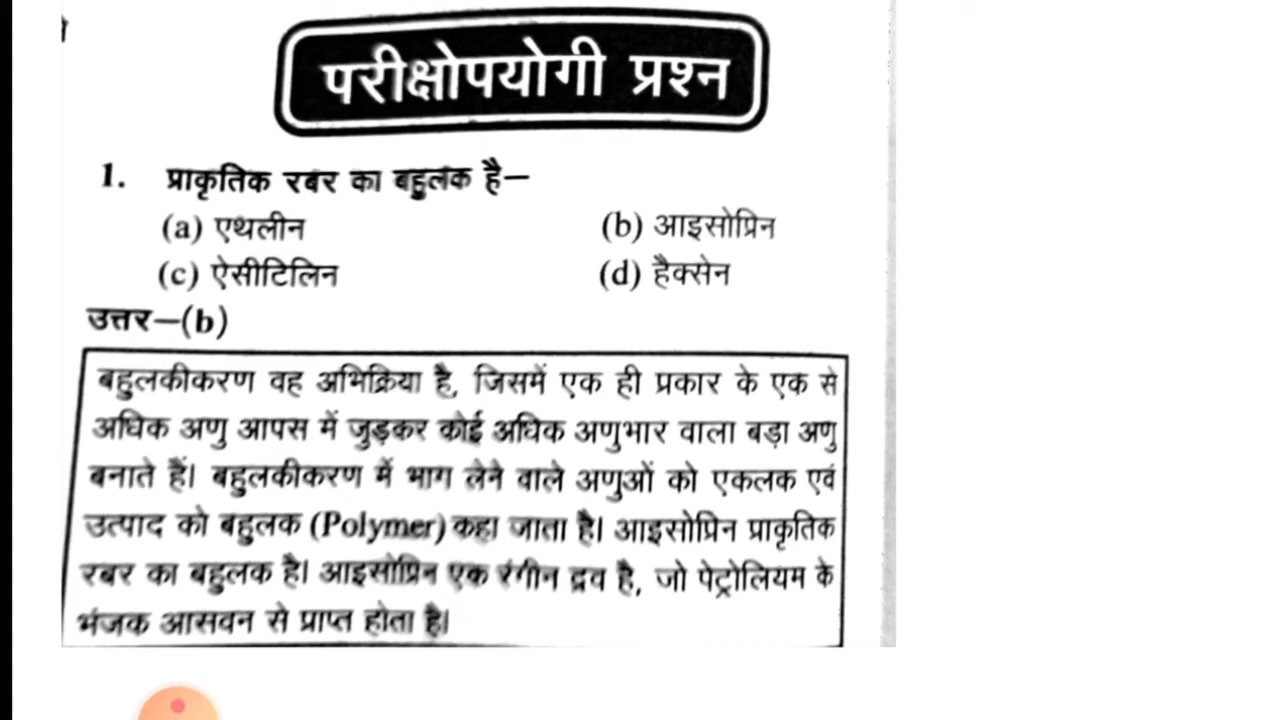 परीक्षोपयोगी प्रश्न
1. प्राकृतिक रबर का बहुलक है–
(a) एथलीन (b) आइसोप्रिन
(c) ऐसीटिलिन (d) हैक्सेन
उत्तर–(b)
बहुलकीकरण वह अभिक्रिया है, जिसमें एक ही प्रकार के एक से
अधिक अणु आपस में जुड़कर कोई अधिक अणुभार वाला बड़ा अणु
बनाते हैं। बहुलकीकरण में भाग लेने वाले अणुओं को एकलक एवं
उत्पाद को बहुलक (Polymer) कहा जाता है। आइसोप्रिन प्राकृतिक
रबर का बहुलक है। आइसोप्रिन एक रंगीन द्रव है, जो पेट्रोलियम के
भंजक आसवन से प्राप्त होता है।